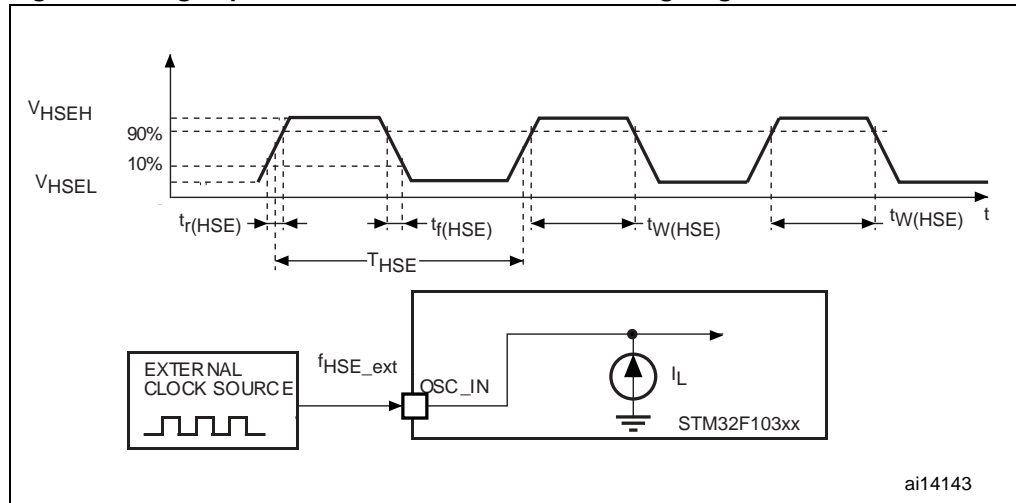 VHSEH
90%
10%
VHSEL
tr(HSE)
tf(HSE)
tW(HSE)
tW(HSE)
t
THSE
EXTERNAL
CLOCK SOURCE
fHSE_ext
OSC_IN
IL
STM32F103xx
ai14143